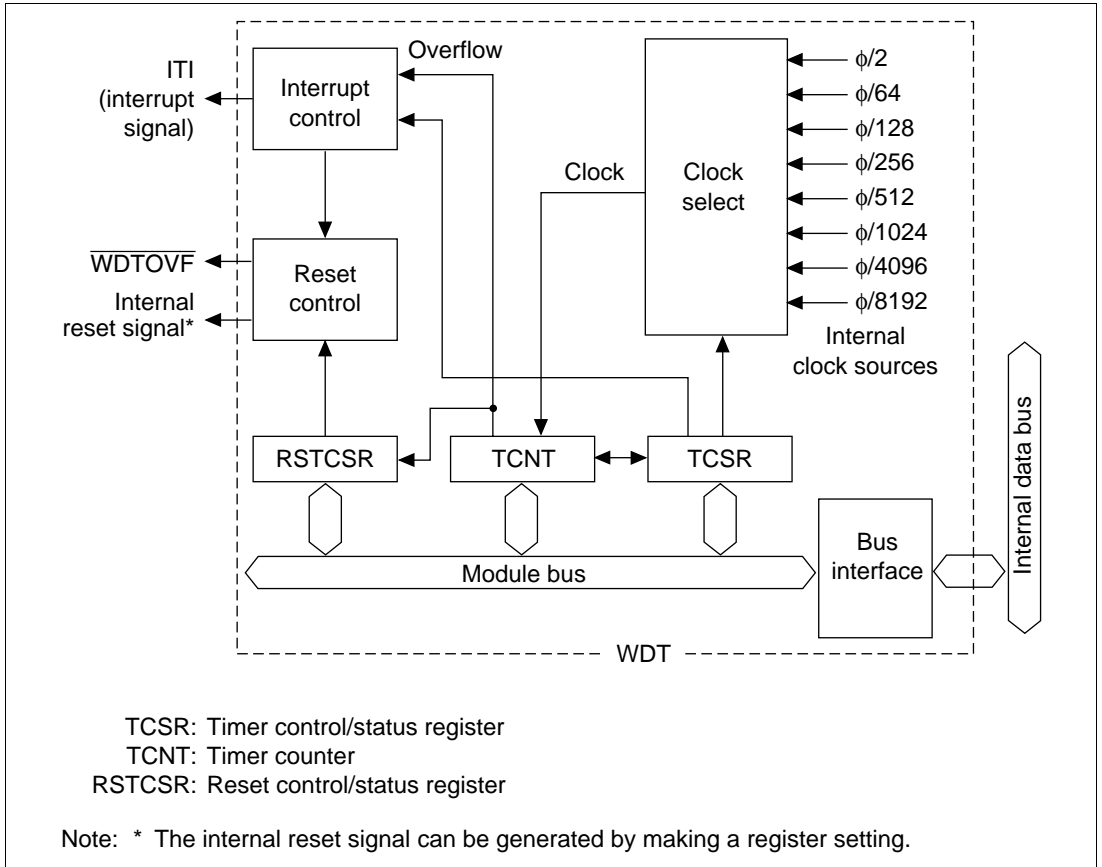 Overflow
ITI
(interrupt
signal)
Interrupt
control
ϕ/2
ϕ/64
ϕ/128
ϕ/256
ϕ/512
ϕ/1024
ϕ/4096
ϕ/8192
Clock
Clock
select
WDTOVF
Internal
reset signal*
Reset
control
Internal
clock sources
RSTCSR
TCNT
TCSR
Internal data bus
Module bus
Bus
interface
WDT
TCSR: Timer control/status register
TCNT: Timer counter
RSTCSR: Reset control/status register
Note: * The internal reset signal can be generated by making a register setting.